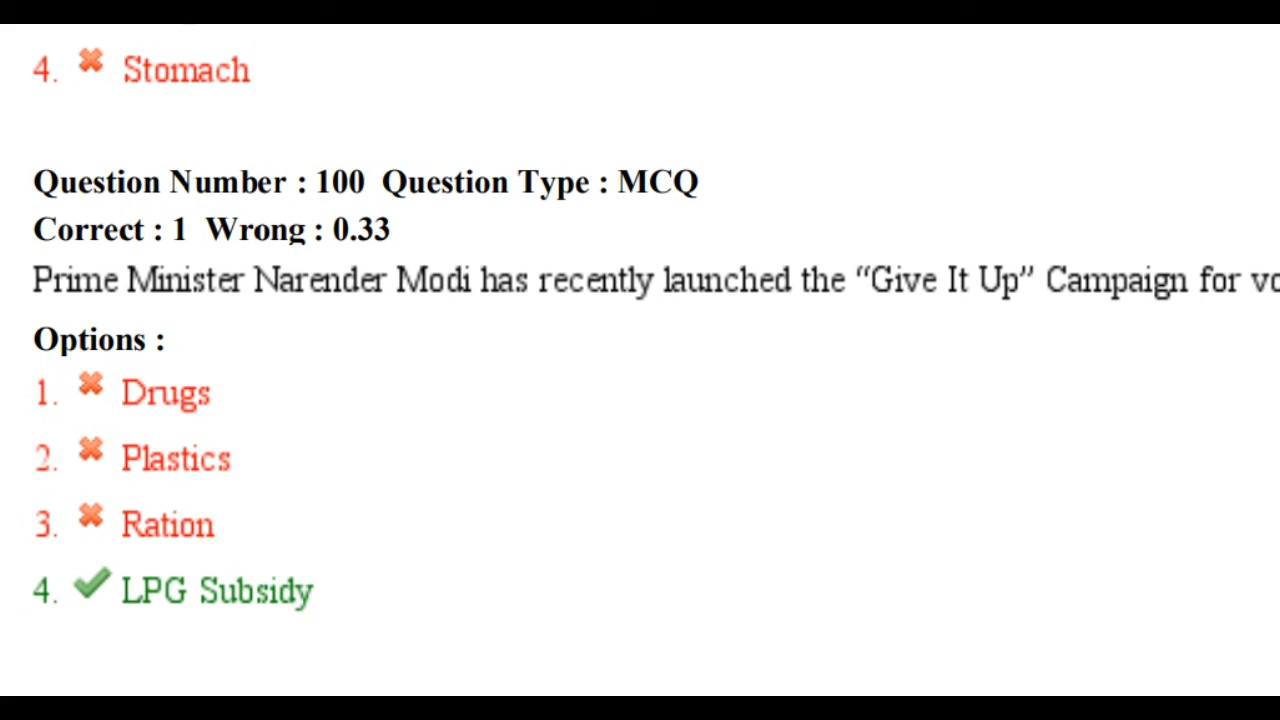 4. Stomach
Question Number : 100 Question Type : MCQ
Correct : 1 Wrong : 0.33
Prime Minister Narender Modi has recently launched the “Give It Up” Campaign for
Options :
1. Drugs
2. Plastics
3. Ration
4. LPG Subsidy